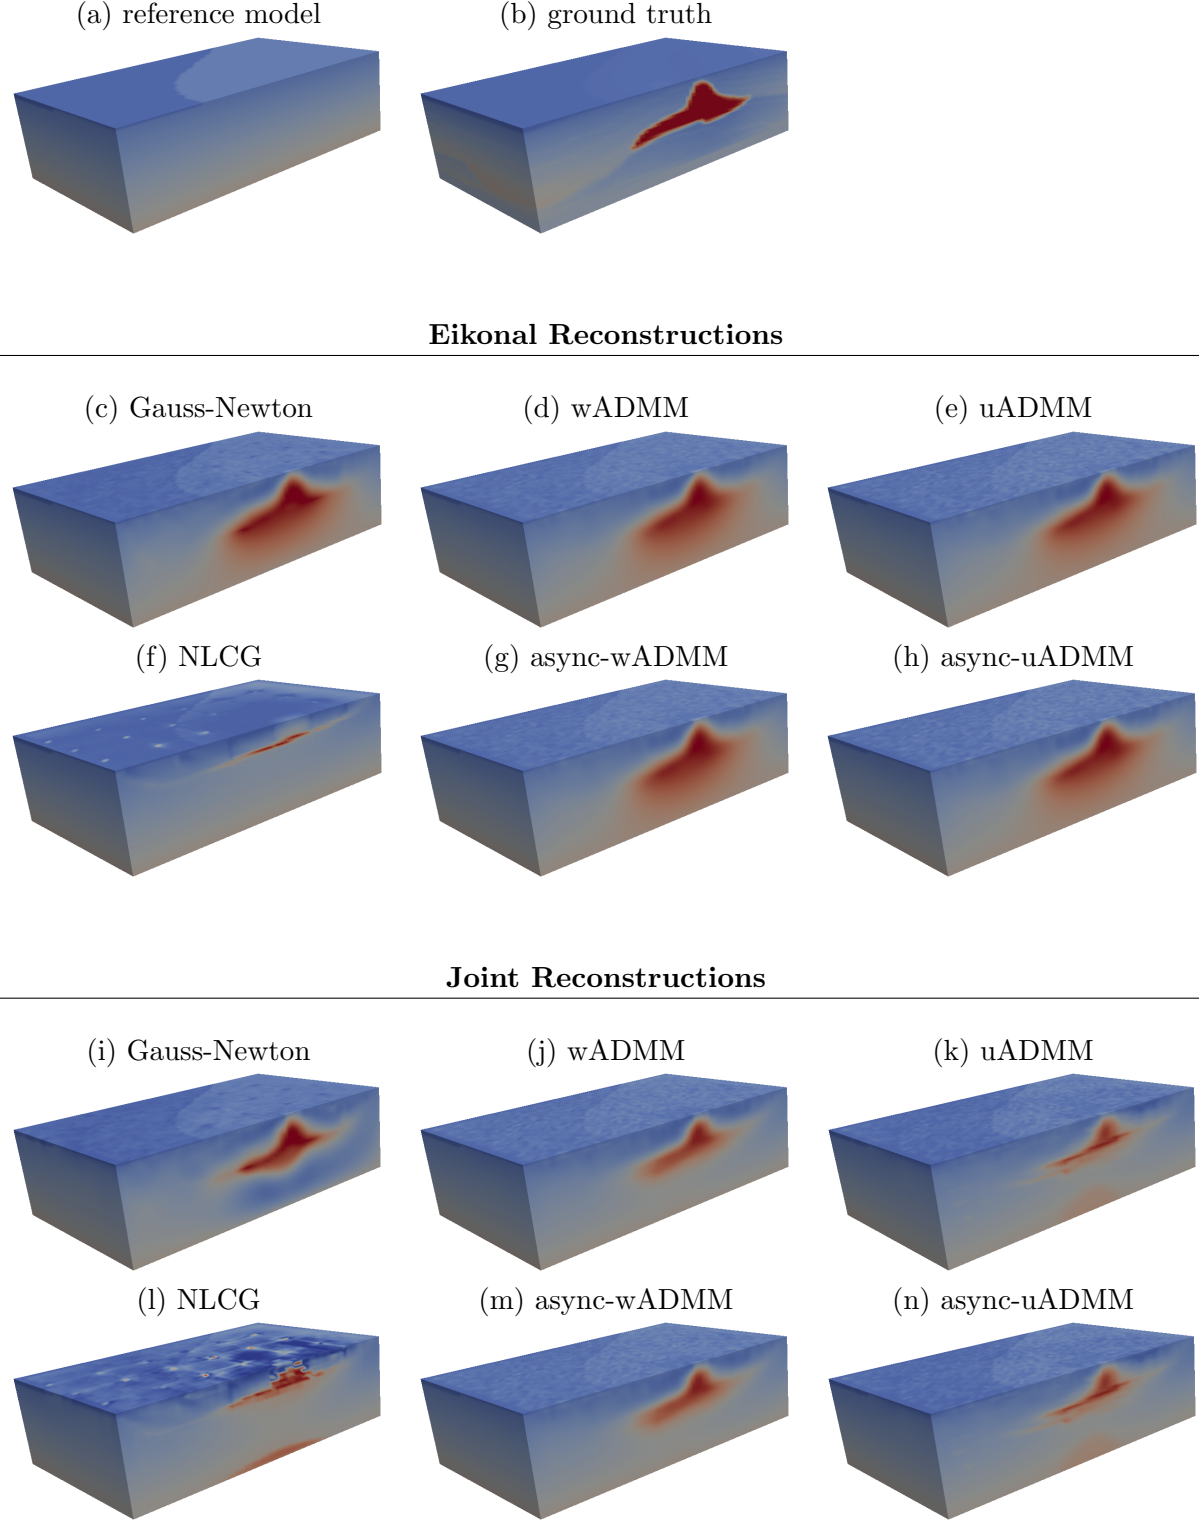 (a) reference model
(b) ground truth
Eikonal Reconstructions
(c) Gauss-Newton
(d) wADMM
(e) uADMM
(f) NLCG
(g) async-wADMM
(h) async-uADMM
Joint Reconstructions
(i) Gauss-Newton
(j) wADMM
(k) uADMM
(l) NLCG
(m) async-wADMM
(n) async-uADMM